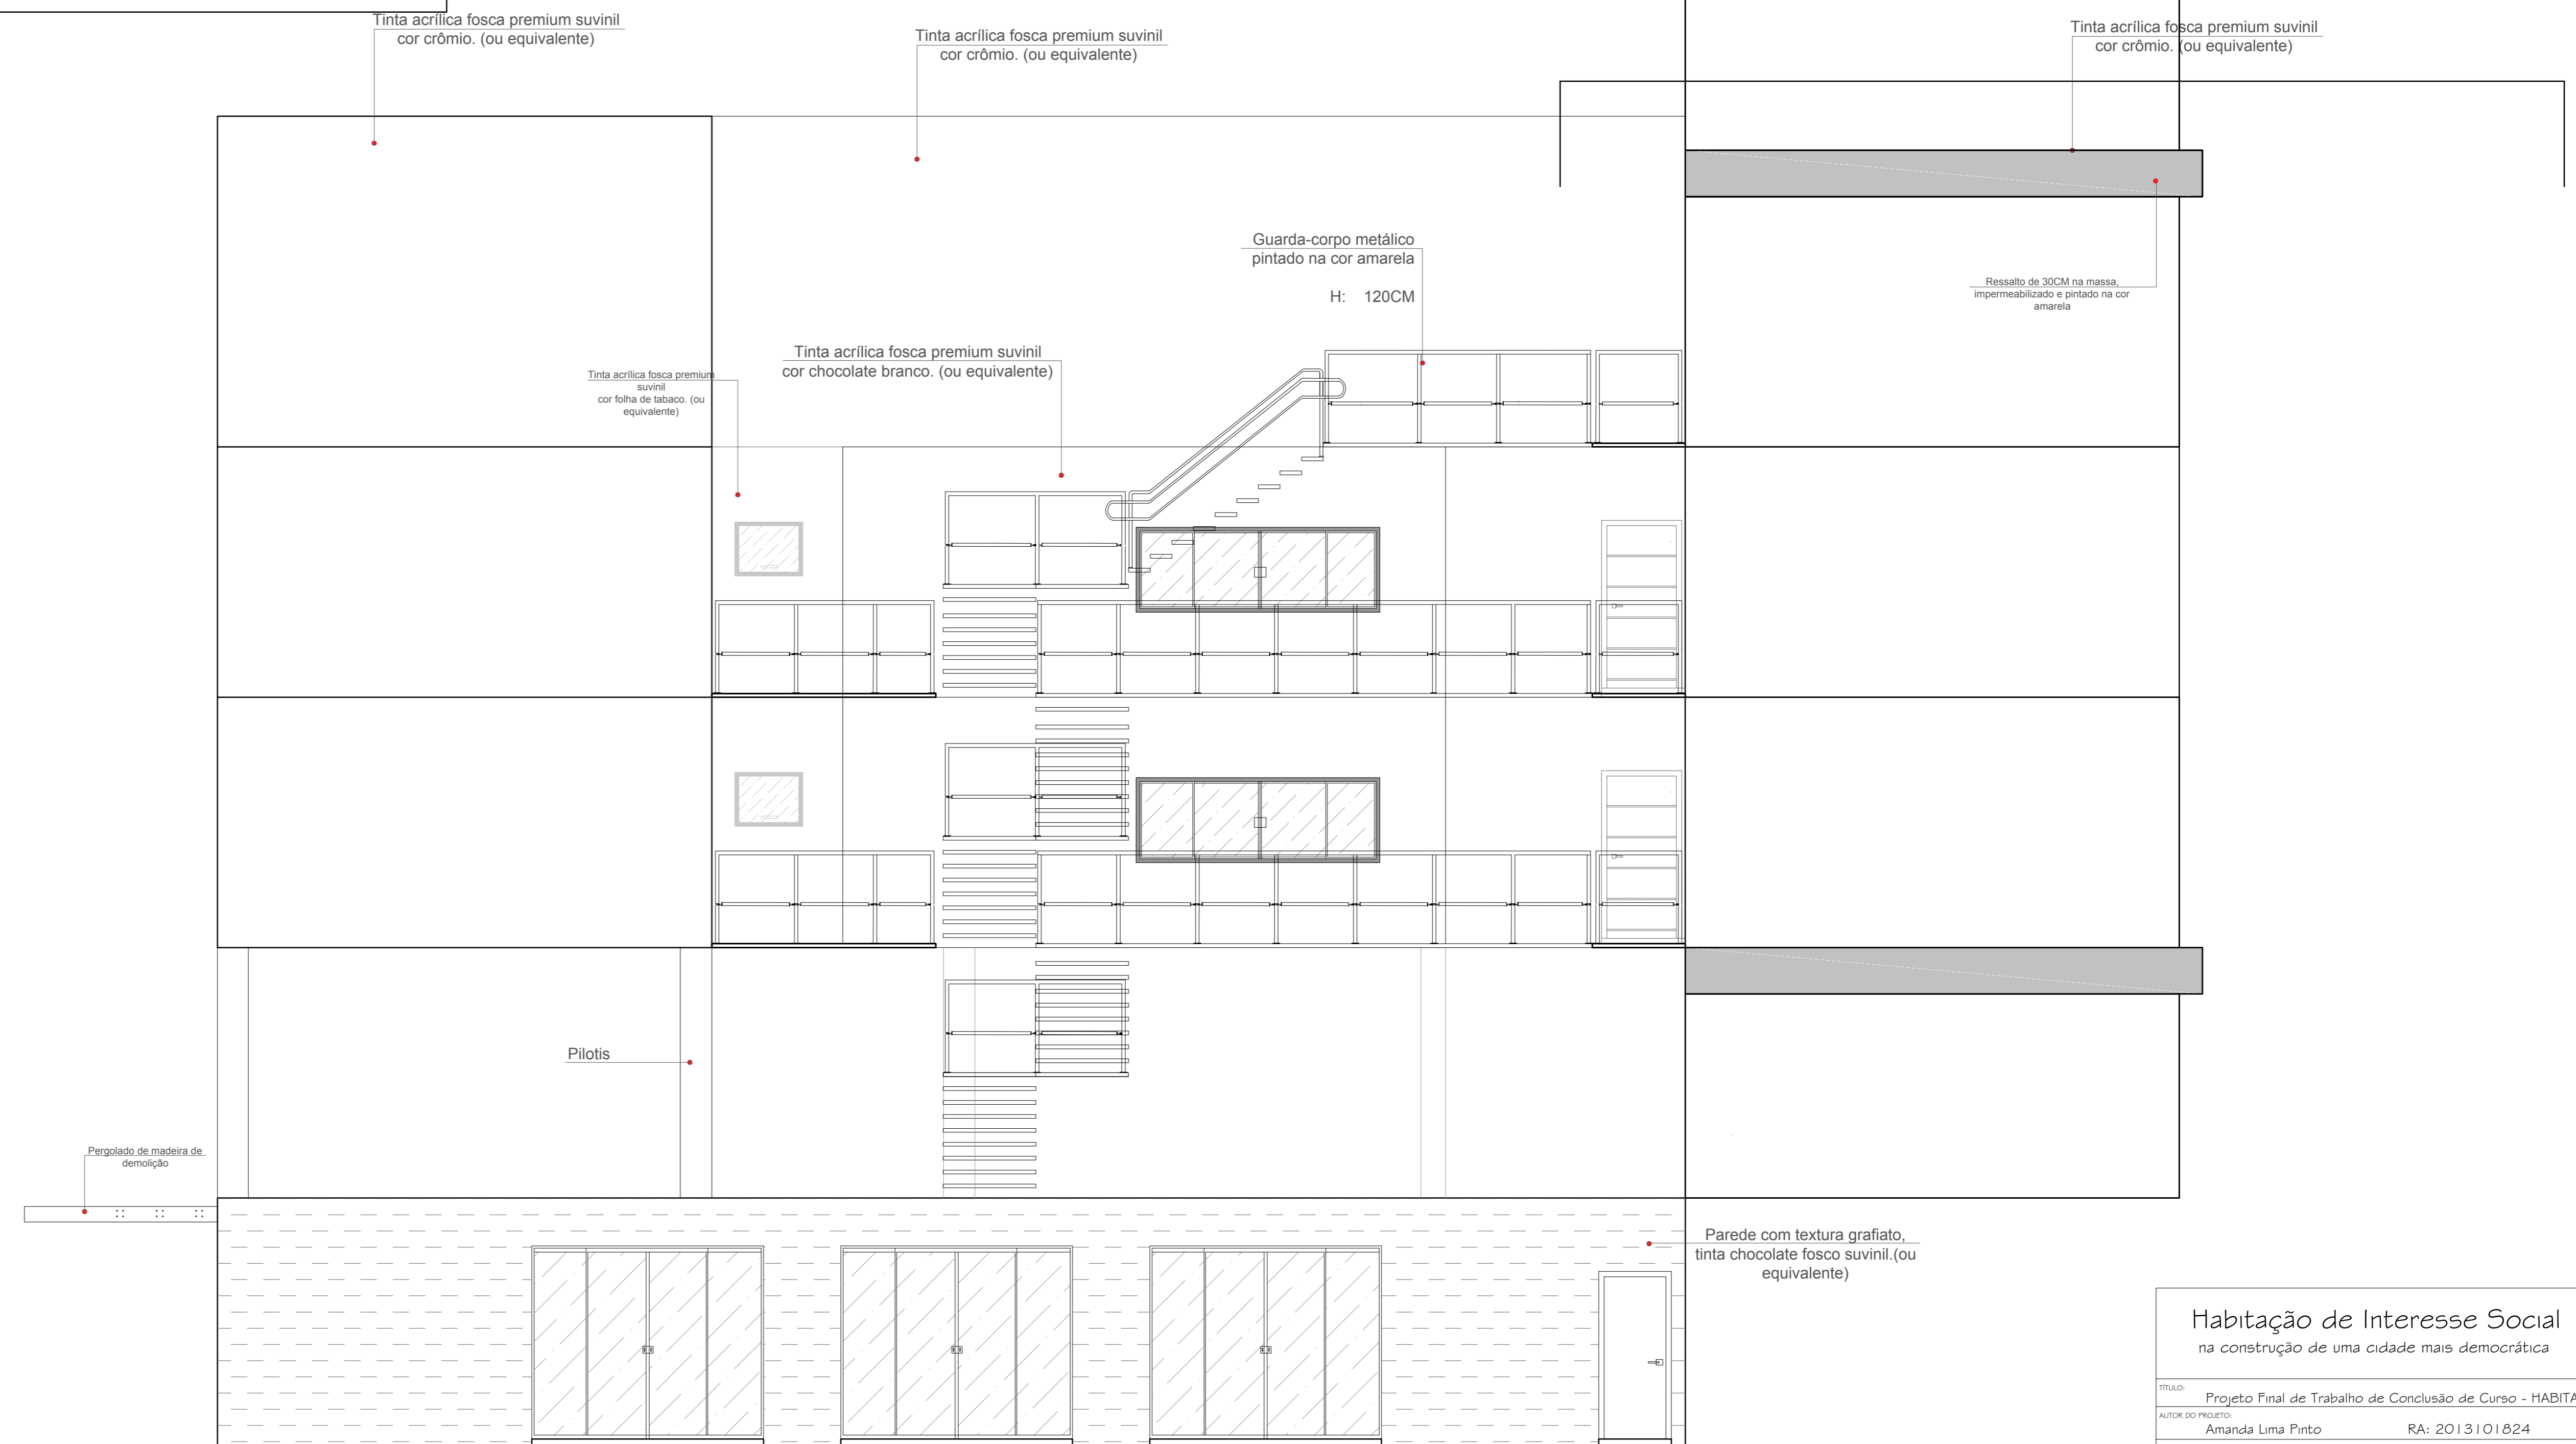 Tinta acrílica fosca premium suvinil
cor crômio. (ou equivalente)
Tinta acrílica fosca premium suvinil
cor crômio. (ou equivalente)
Tinta acrílica fosca premium suvinil
cor crômio. (ou equivalente)
Guarda-corpo metálico
pintado na cor amarela
H: 120CM
Ressalto de 30CM na massa,
impermeabilizado e pintado na cor
amarela
Tinta acrílica fosca premium suvinil
cor chocolate branco. (ou equivalente)
Tinta acrílica fosca premium
suvinil
cor folha de tabaco. (ou
equivalente)
Pilotis
Pergolado de madeira de
demolição
Parede com textura grafiato,
tinta chocolate fosco suvinil.(ou
equivalente)
Habitação de Interesse Social
na construção de uma cidade mais democrática
TÍTULO:
Projeto Final de Trabalho de Conclusão de Curso - HABITA
AUTOR DO PROJETO:
Amanda Lima Pinto RA: 2013101824